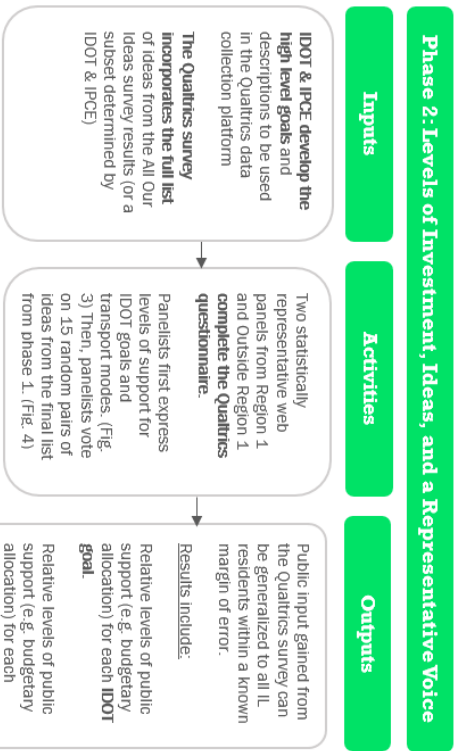 Phase 2: Levels of Investment, Ideas, and a Representative Voice
Inputs
IDOT & IPCE develop the
high level goals and
descriptions to be used
in the Qualtrics data
collection platform
The Qualtrics survey
incorporates the full list
of ideas from the All Our
Ideas survey results (or a
subset determined by
IDOT & IPCE)
Activities
Two statistically
representative web
panels from Region 1
and Outside Region 1
complete the Qualtrics
questionnaire.
Panelists first express
levels of support for
IDOT goals and
transport modes. (Fig.
3) Then, panelists vote
on 15 random pairs of
ideas from the final list
from phase 1. (Fig. 4)
Outputs
Public input gained from
the Qualtrics survey can
be generalized to all IL
residents within a known
margin of error.
Results include:
Relative levels of public
support (e.g. budgetary
allocation) for each IDOT
goal.
Relative levels of public
support (e.g. budgetary
allocation) for each